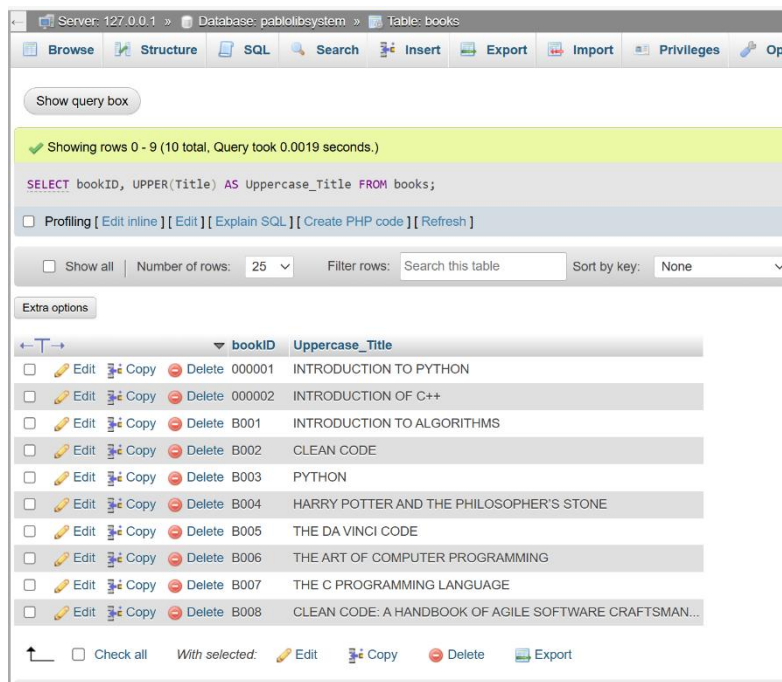 Server: 127.0.0.1 » Database: pablolibsystem » Table: books
Browse Structure SQL Search Insert Export Import Privileges Op
Show query box
Showing rows 0 - 9 (10 total, Query took 0.0019 seconds.)
SELECT bookID, UPPER(Title) AS Uppercase_Title FROM books;
Profiling [ Edit inline ] [ Edit ] [ Explain SQL ] [ Create PHP code ] [ Refresh ]
Show all | Number of rows: 25 Filter rows: Search this table Sort by key: None
Extra options
←T→ bookID Uppercase_Title
Edit Copy Delete 000001 INTRODUCTION TO PYTHON
Edit Copy Delete 000002 INTRODUCTION OF C++
Edit Copy Delete B001 INTRODUCTION TO ALGORITHMS
Edit Copy Delete B002 CLEAN CODE
Edit Copy Delete B003 PYTHON
Edit Copy Delete B004 HARRY POTTER AND THE PHILOSOPHER'S STONE
Edit Copy Delete B005 THE DA VINCI CODE
Edit Copy Delete B006 THE ART OF COMPUTER PROGRAMMING
Edit Copy Delete B007 THE C PROGRAMMING LANGUAGE
Edit Copy Delete B008 CLEAN CODE: A HANDBOOK OF AGILE SOFTWARE CRAFTSMAN...
Check all With selected: Edit Copy Delete Export